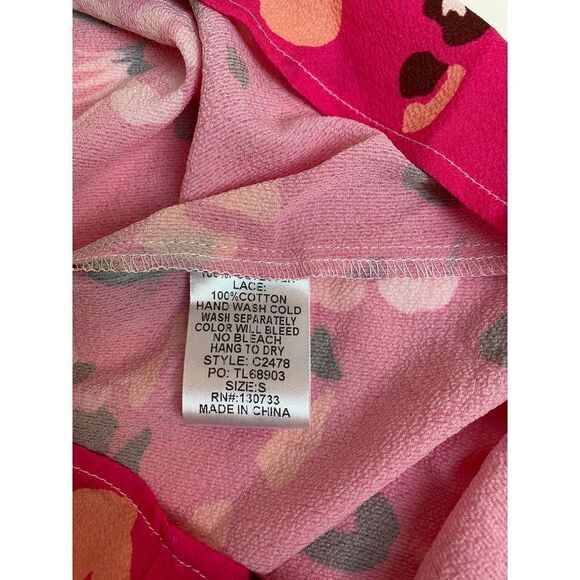 LACE:
100%COTTON
HAND WASH COLD
WASH SEPARATELY
COLOR WILL BLEED
NO BLEACH
HANG TO DRY
STYLE: C2478
PO: TL68903
SIZE:S
RN#:130733
MADE IN CHINA